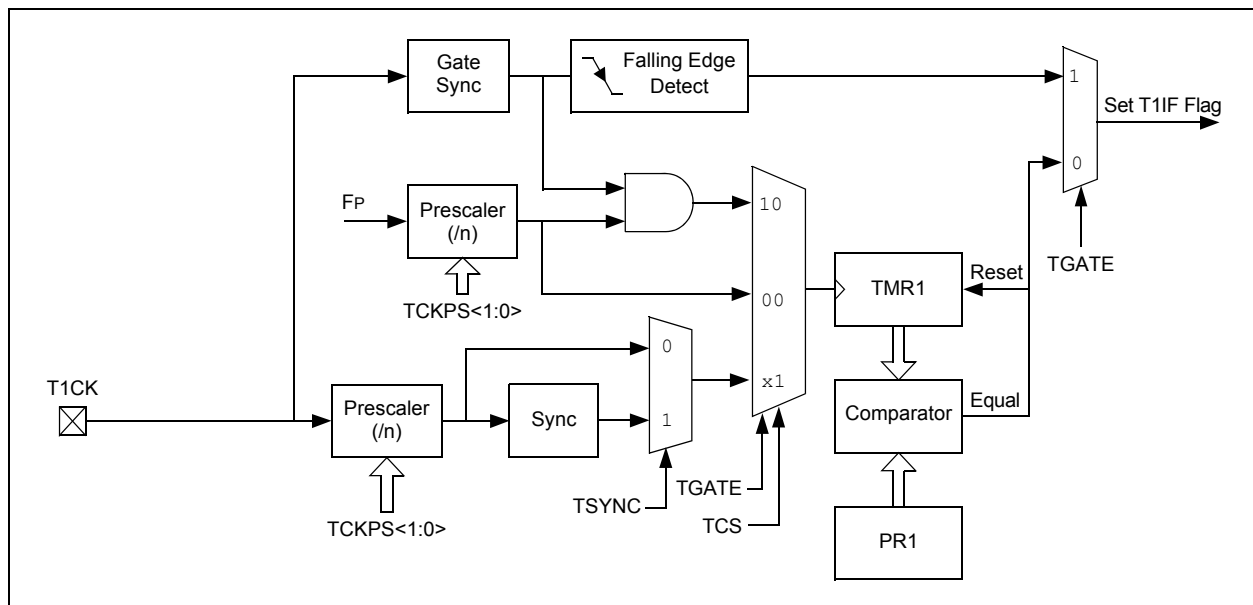 Gate
Sync
Falling Edge
Detect
1
Set T1IF Flag
0
TGATE
FP
Prescaler
(/n)
TCKPS<1:0>
10
00
x1
TMR1
Reset
Comparator
Equal
PR1
T1CK
Prescaler
(/n)
TCKPS<1:0>
Sync
0
1
TSYNC
TGATE
TCS